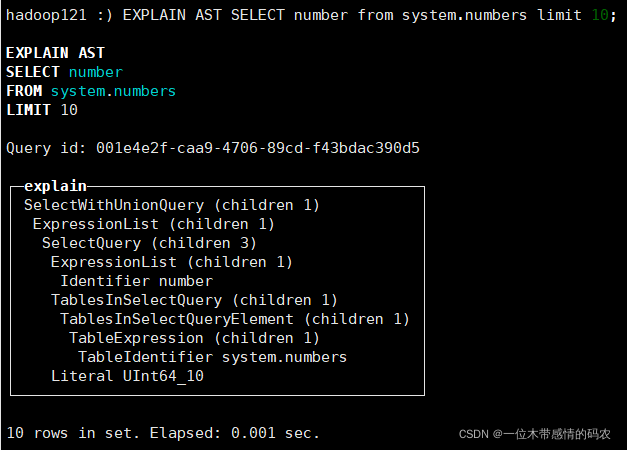 hadoop121 :) EXPLAIN AST SELECT number from system.numbers limit 10;
EXPLAIN AST
SELECT number
FROM system.numbers
LIMIT 10
Query id: 001e4e2f-caa9-4706-89cd-f43bdac390d5
explain
SelectWithUnionQuery (children 1)
ExpressionList (children 1)
SelectQuery (children 3)
ExpressionList (children 1)
Identifier number
TablesInSelectQuery (children 1)
TablesInSelectQueryElement (children 1)
TableExpression (children 1)
TableIdentifier system.numbers
Literal UInt64_10
10 rows in set. Elapsed: 0.001 sec.
CSDN @一位木带感情的码农